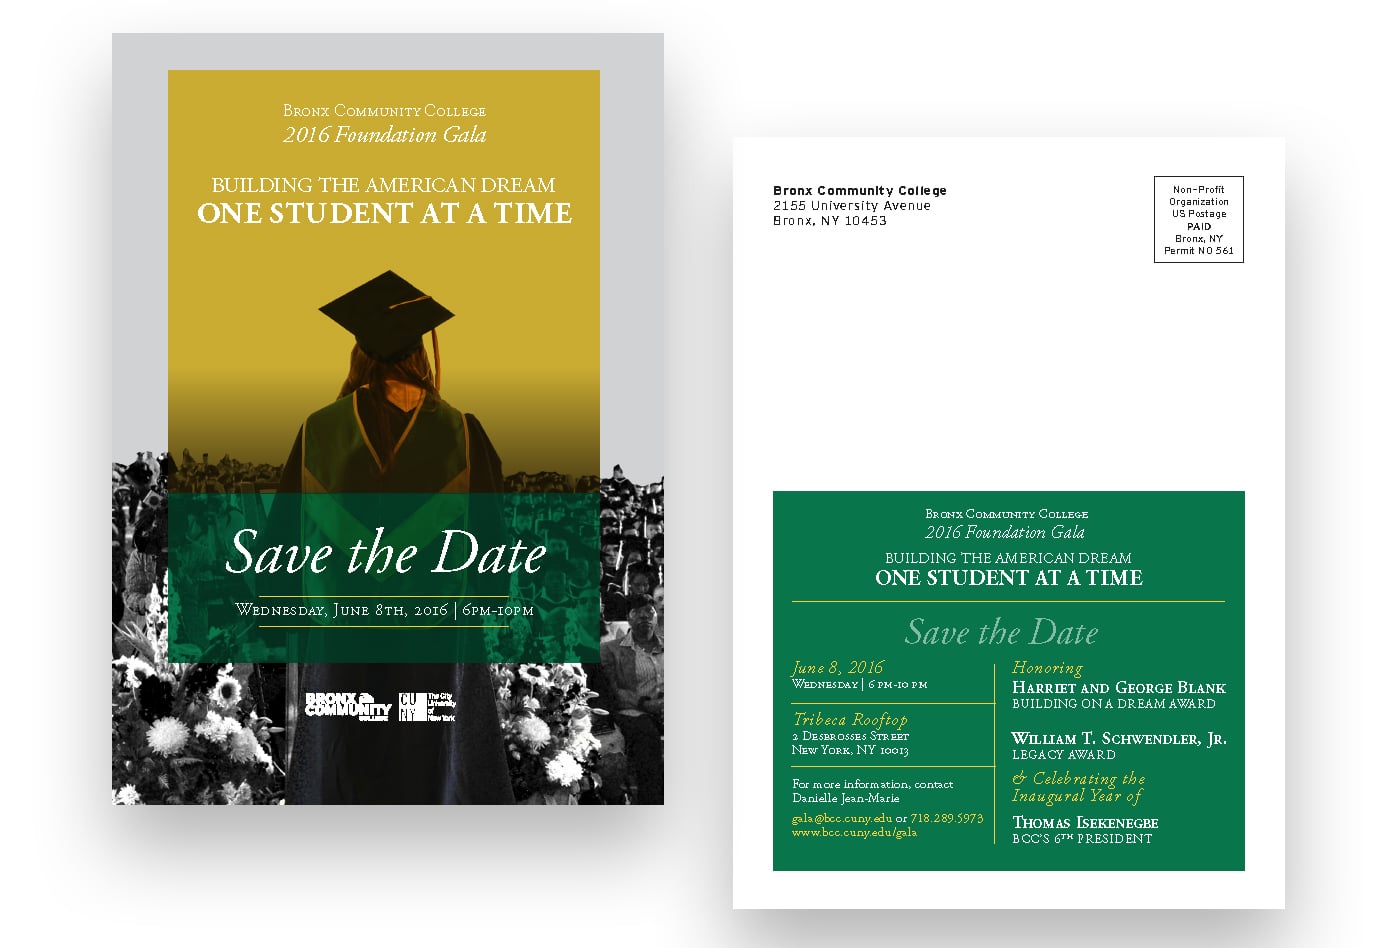 Bronx Community College
2016 Foundation Gala
BUILDING THE AMERICAN DREAM
ONE STUDENT AT A TIME
Save the Date
Wednesday, June 8th, 2016 | 6pm-10pm
BRONX
COMMUNITY
COLLEGE
CUNY
The City
University
of
New York
Bronx Community College
2155 University Avenue
Bronx, NY 10453
Non-Profit
Organization
US Postage
PAID
Bronx, NY
Permit NO 561
Bronx Community College
2016 Foundation Gala
BUILDING THE AMERICAN DREAM
ONE STUDENT AT A TIME
Save the Date
June 8, 2016
Wednesday | 6 pm-10 pm
Tribeca Rooftop
2 Desbrosses Street
New York, NY 10013
For more information, contact
Danielle Jean-Marie
gala@bcc.cuny.edu or 718.289.5973
www.bcc.cuny.edu/gala
Honoring
Harriet and George Blank
BUILDING ON A DREAM AWARD
William T. Schwendler, Jr.
LEGACY AWARD
& Celebrating the
Inaugural Year of
Thomas Isekenegbe
BCC'S 6TH PRESIDENT